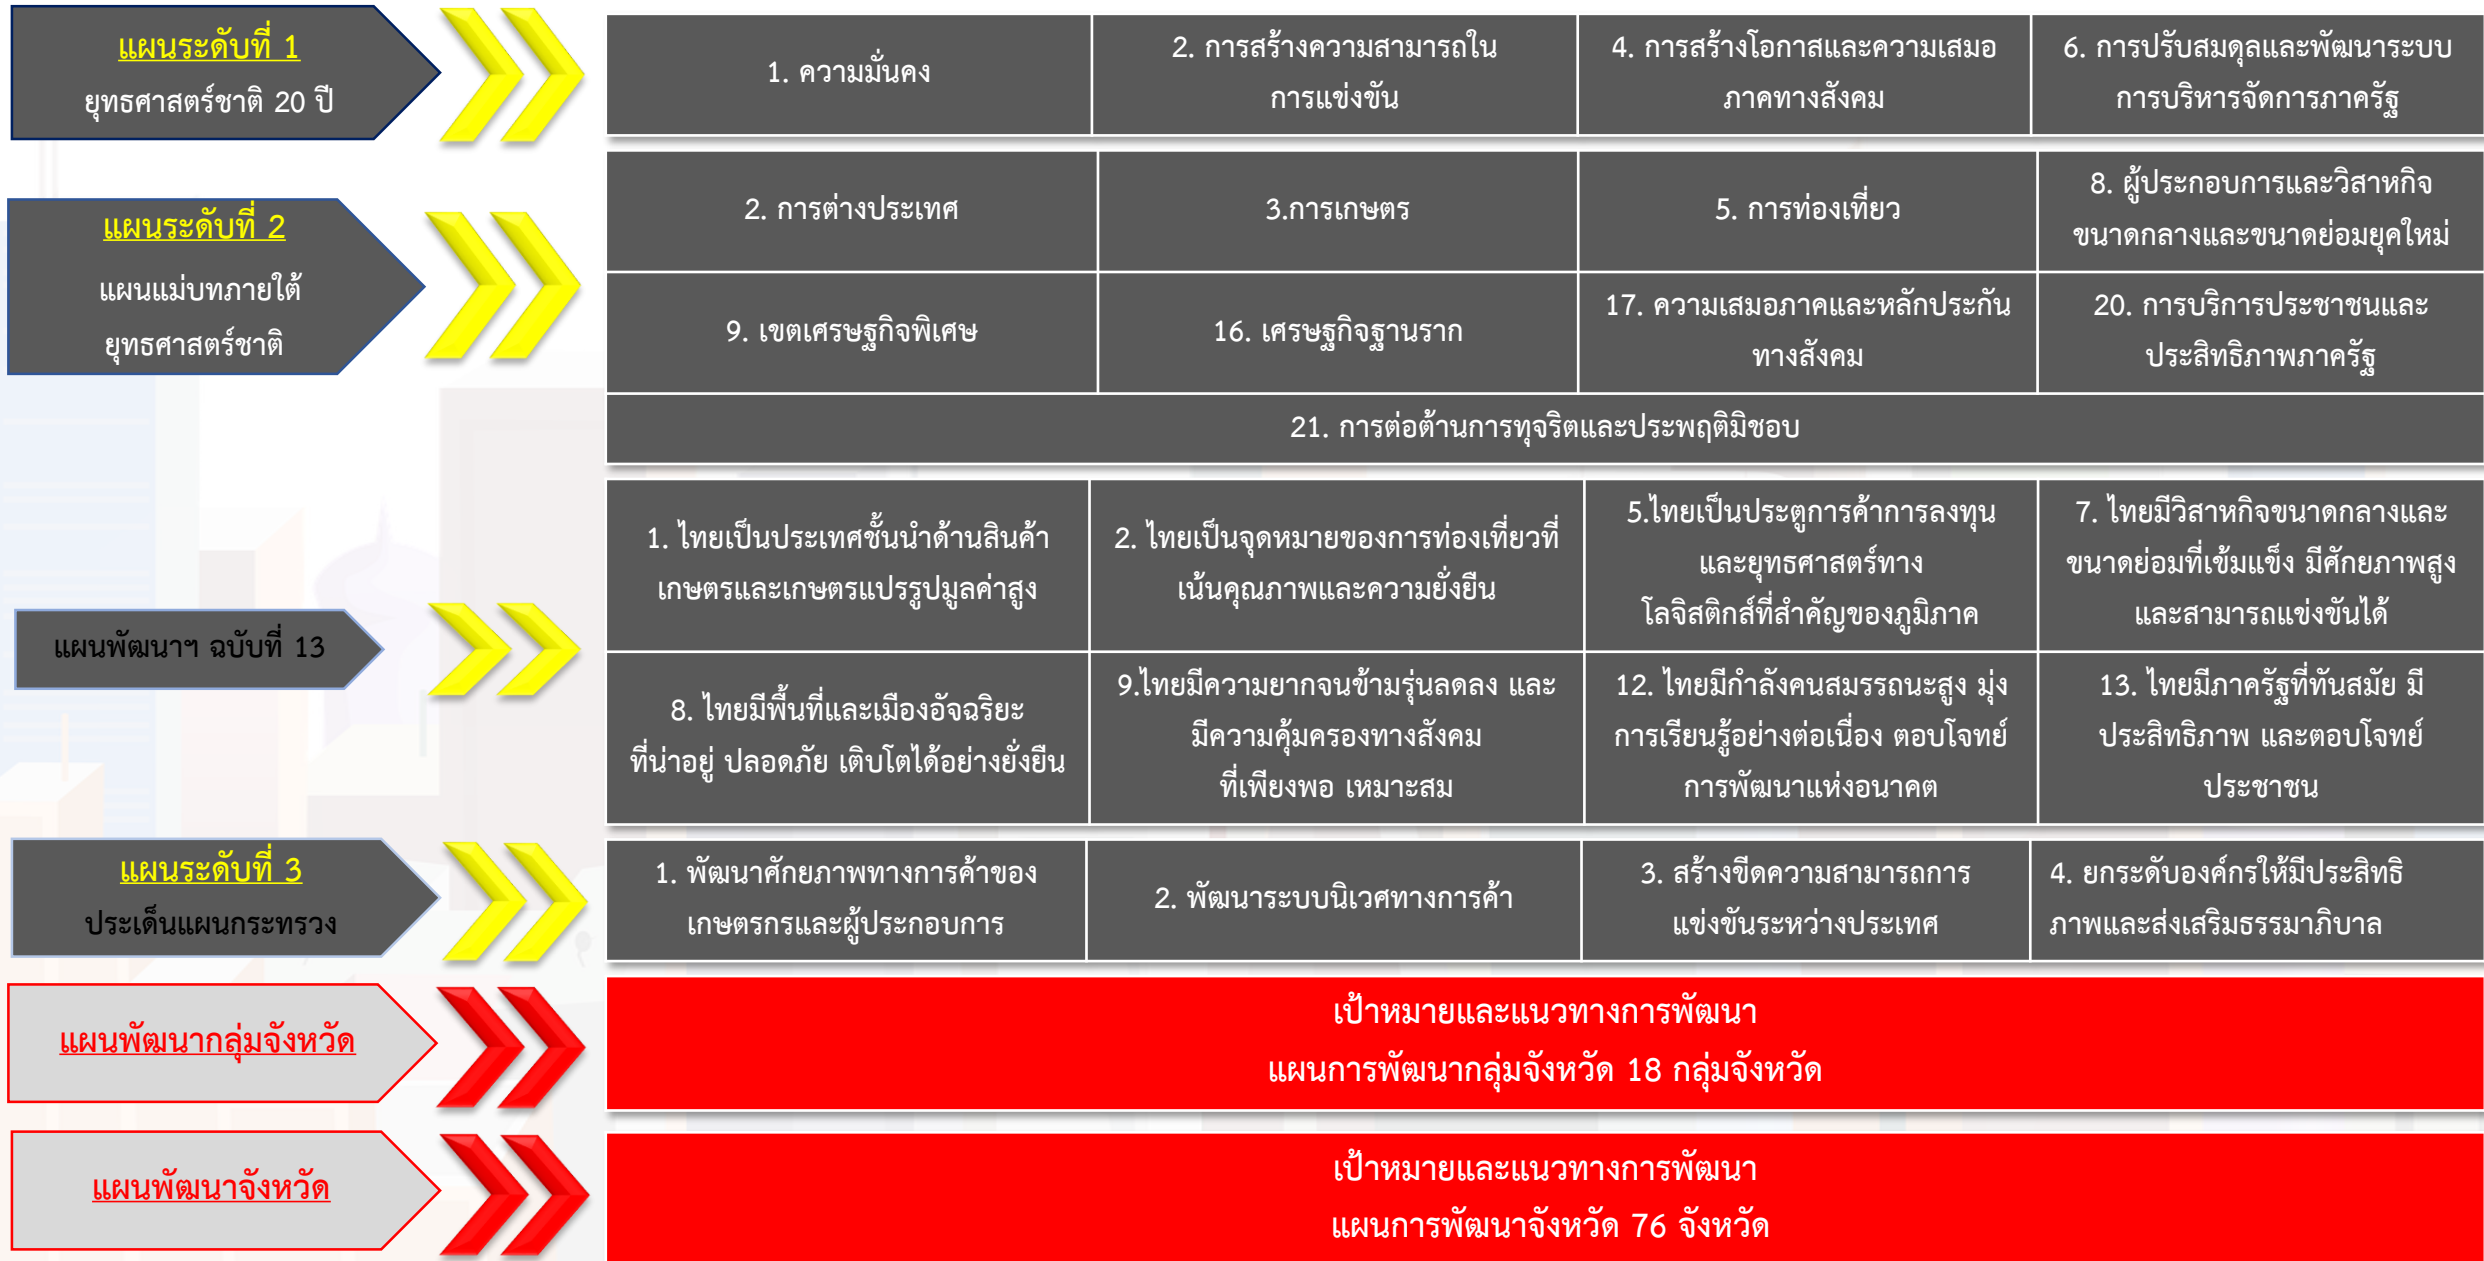 แผนระดับที่ 1
ยุทธศาสตร์ชาติ 20 ปี
1. ความมั่นคง
2. การสร้างความสามารถใน
การแข่งขัน
4. การสร้างโอกาสและความเสมอ
ภาคทางสังคม
6. การปรับสมดุลและพัฒนาระบบ
การบริหารจัดการภาครัฐ
แผนระดับที่ 2
แผนแม่บทภายใต้
ยุทธศาสตร์ชาติ
2. การต่างประเทศ
3.การเกษตร
5. การท่องเที่ยว
8. ผู้ประกอบการและวิสาหกิจ
ขนาดกลางและขนาดย่อมยุคใหม่
9. เขตเศรษฐกิจพิเศษ
16. เศรษฐกิจฐานราก
17. ความเสมอภาคและหลักประกัน
ทางสังคม
20. การบริการประชาชนและ
ประสิทธิภาพภาครัฐ
21. การต่อต้านการทุจริตและประพฤติมิชอบ
แผนพัฒนาฯ ฉบับที่ 13
1. ไทยเป็นประเทศชั้นนำด้านสินค้า
เกษตรและเกษตรแปรรูปมูลค่าสูง
2. ไทยเป็นจุดหมายของการท่องเที่ยวที่
เน้นคุณภาพและความยั่งยืน
5.ไทยเป็นประตูการค้าการลงทุน
และยุทธศาสตร์ทาง
โลจิสติกส์ที่สำคัญของภูมิภาค
7. ไทยมีวิสาหกิจขนาดกลางและ
ขนาดย่อมที่เข้มแข็ง มีศักยภาพสูง
และสามารถแข่งขันได้
8. ไทยมีพื้นที่และเมืองอัจฉริยะ
ที่น่าอยู่ ปลอดภัย เติบโตได้อย่างยั่งยืน
9.ไทยมีความยากจนข้ามรุ่นลดลง และ
มีความคุ้มครองทางสังคม
ที่เพียงพอ เหมาะสม
12. ไทยมีกำลังคนสมรรถนะสูง มุ่ง
การเรียนรู้อย่างต่อเนื่อง ตอบโจทย์
การพัฒนาแห่งอนาคต
13. ไทยมีภาครัฐที่ทันสมัย มี
ประสิทธิภาพ และตอบโจทย์
ประชาชน
แผนระดับที่ 3
ประเด็นแผนกระทรวง
1. พัฒนาศักยภาพทางการค้าของ
เกษตรกรและผู้ประกอบการ
2. พัฒนาระบบนิเวศทางการค้า
3. สร้างขีดความสามารถการ
แข่งขันระหว่างประเทศ
4. ยกระดับองค์กรให้มีประสิทธิ
ภาพและส่งเสริมธรรมาภิบาล
แผนพัฒนากลุ่มจังหวัด
เป้าหมายและแนวทางการพัฒนา
แผนการพัฒนากลุ่มจังหวัด 18 กลุ่มจังหวัด
แผนพัฒนาจังหวัด
เป้าหมายและแนวทางการพัฒนา
แผนการพัฒนาจังหวัด 76 จังหวัด